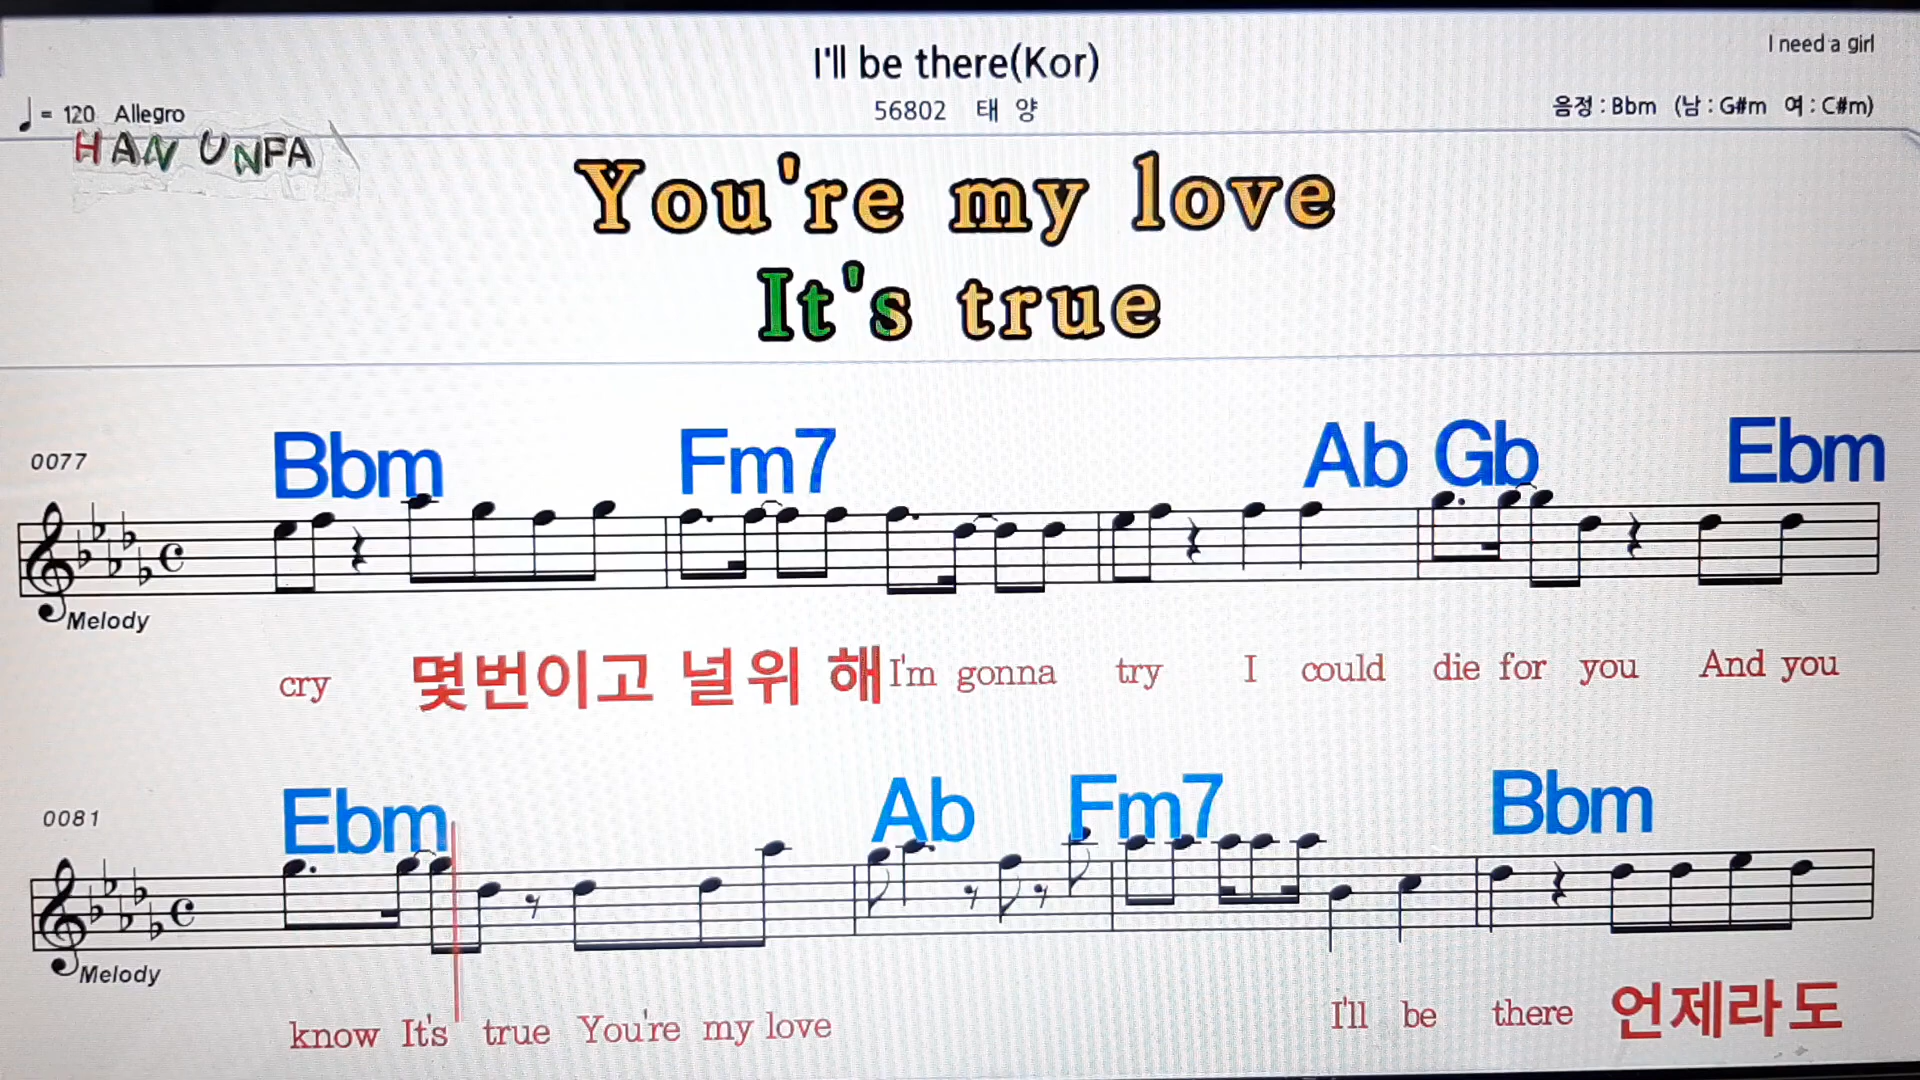 I'll be there(Kor)
I need a girl
♩= 120 Allegro
56802 태 양
음정 : Bbm (남 : G#m 여 : C#m)
HAN UNFA
You're my love
It's true
0077
Bbm Fm7 Ab Gb Ebm
Melody
cry 몇번이고 널위 해 I'm gonna try I could die for you And you
0081
Ebm Ab Fm7 Bbm
Melody
know It's true You're my love I'll be there 언제라도